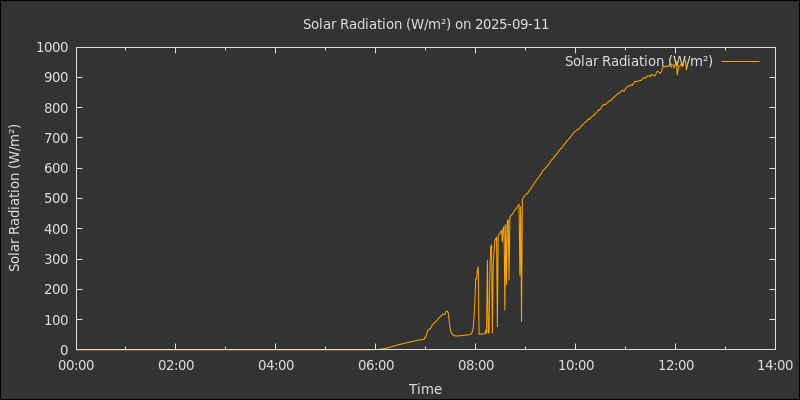 Solar Radiation (W/m²) on 2025-09-11
Solar Radiation (W/m²)
Solar Radiation (W/m²)
1000
900
800
700
600
500
400
300
200
100
0
00:00 02:00 04:00 06:00 08:00 10:00 12:00 14:00
Time